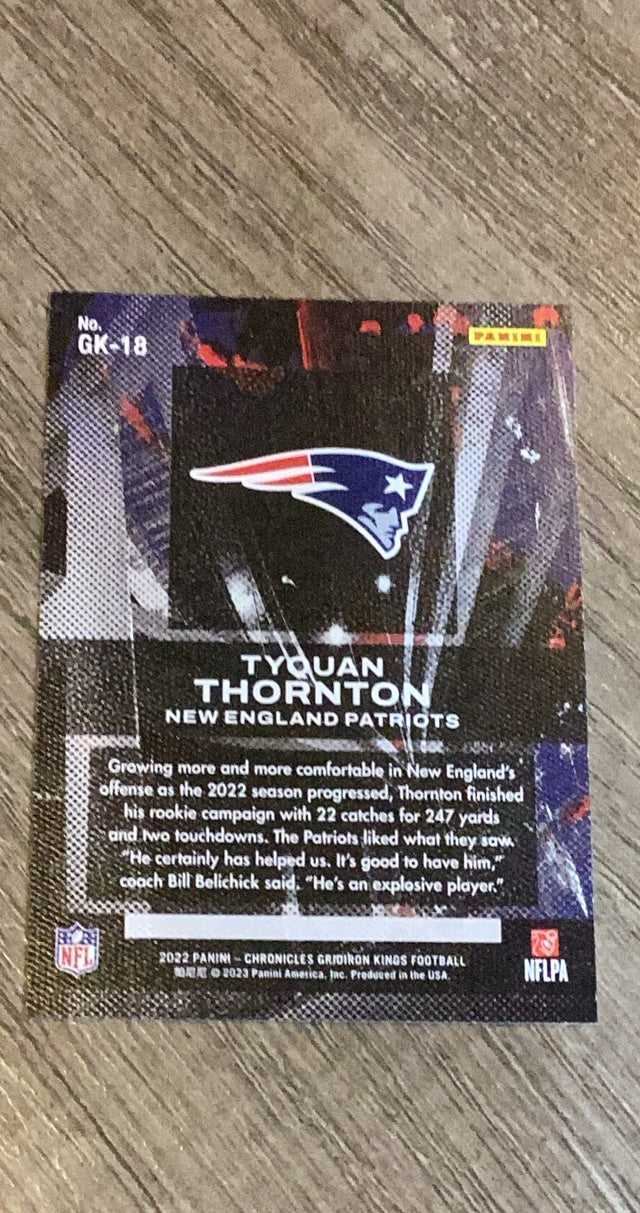 No.
GK-18
PANINI
TYQUAN
THORNTON
NEW ENGLAND PATRIOTS
Growing more and more comfortable in New England's
offense as the 2022 season progressed, Thornton finished
his rookie campaign with 22 catches for 247 yards
and two touchdowns. The Patriots liked what they saw.
"He certainly has helped us. It's good to have him,"
coach Bill Belichick said. "He's an explosive player."
NFL
2022 PANINI – CHRONICLES GRIDIRON KINGS FOOTBALL
帕尼尼 © 2023 Panini America, Inc. Produced in the USA.
NFLPA